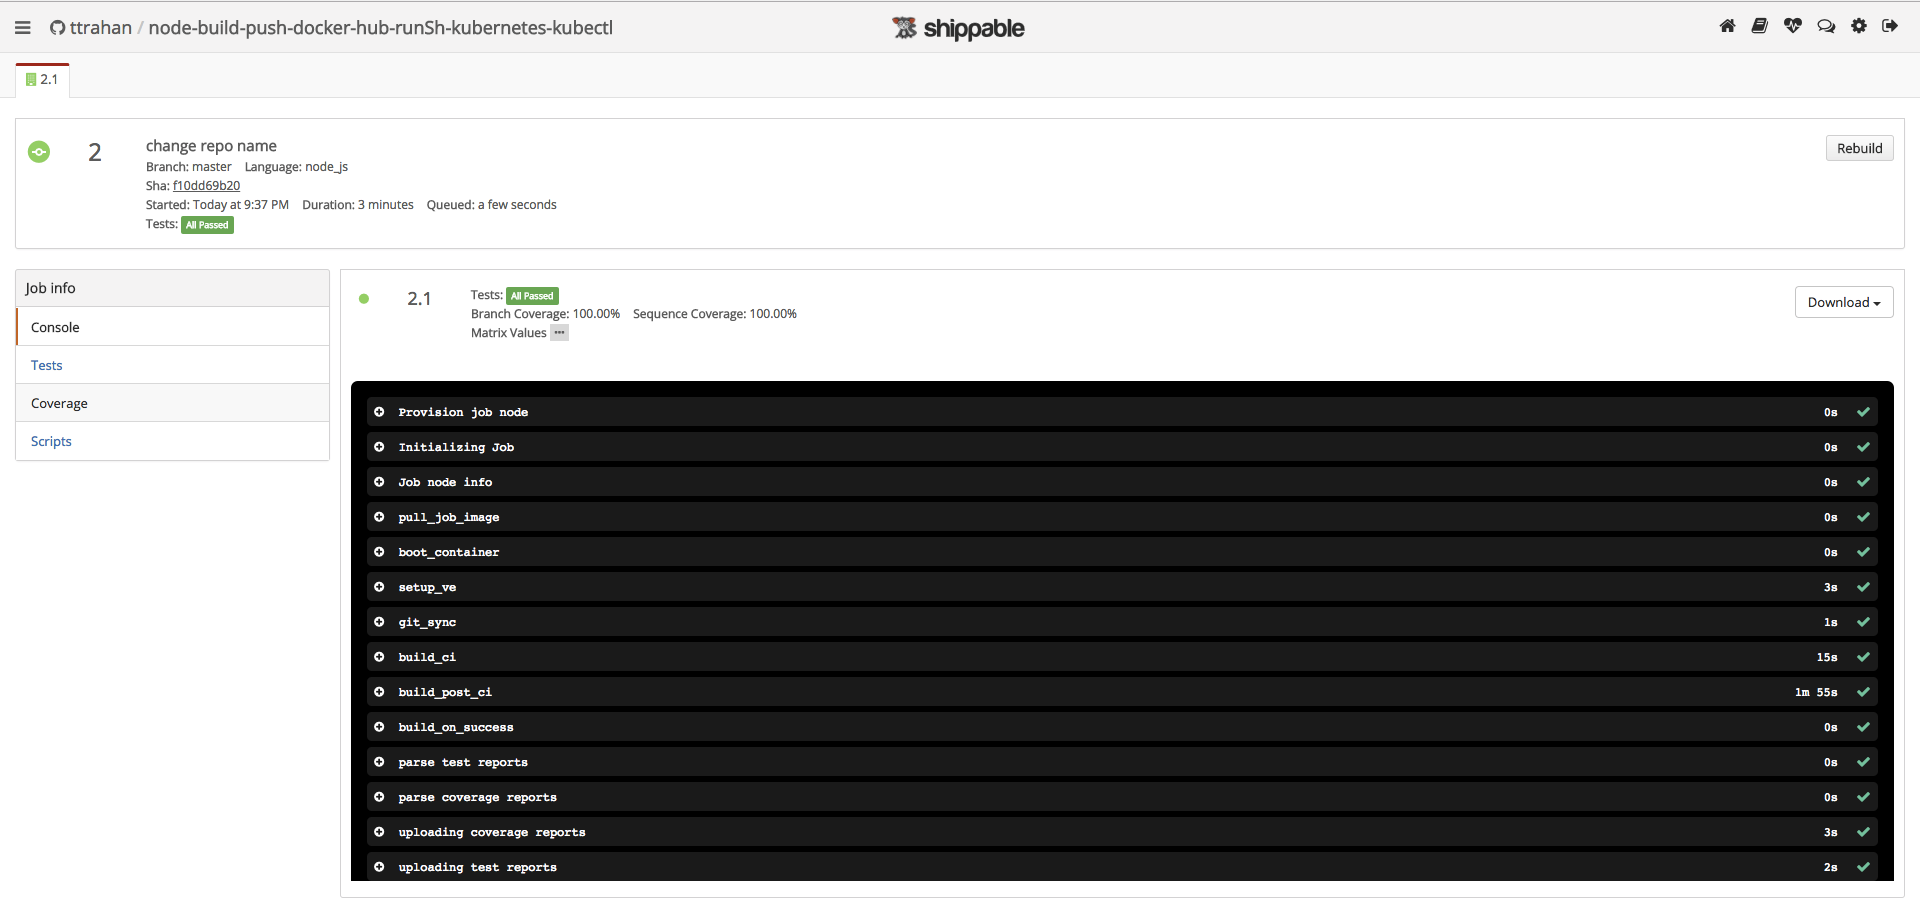 ttrahan / node-build-push-docker-hub-runSh-kubernetes-kubectl
shippable
2.1
2
change repo name
Branch: master Language: node_js
Sha: f10dd69b20
Started: Today at 9:37 PM Duration: 3 minutes Queued: a few seconds
Tests: All Passed
Rebuild
Job info
Console
Tests
Coverage
Scripts
2.1
Tests: All Passed
Branch Coverage: 100.00% Sequence Coverage: 100.00%
Matrix Values ...
Download
Provision job node 0s
Initializing Job 0s
Job node info 0s
pull_job_image 0s
boot_container 0s
setup_ve 3s
git_sync 1s
build_ci 15s
build_post_ci 1m 55s
build_on_success 0s
parse test reports 0s
parse coverage reports 0s
uploading coverage reports 3s
uploading test reports 2s